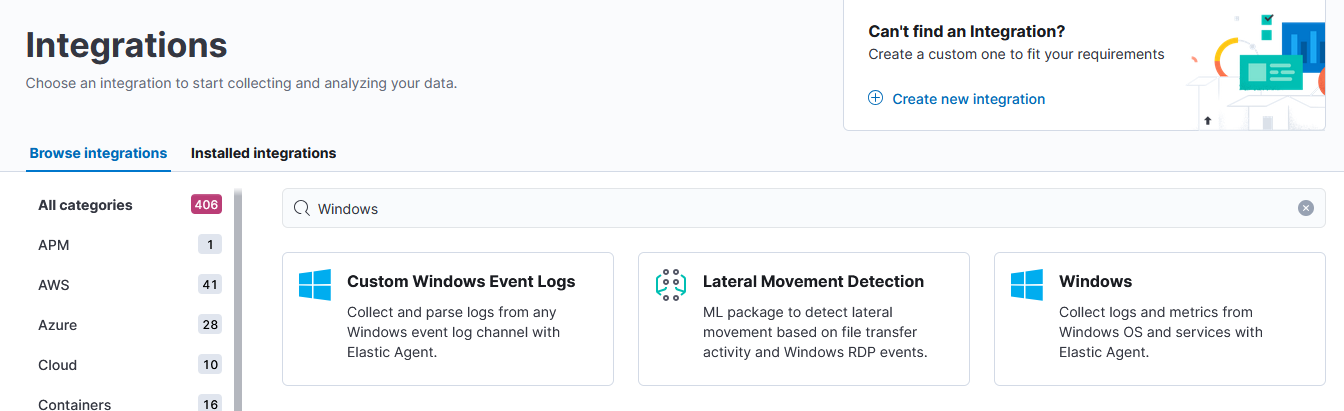 Integrations
Choose an integration to start collecting and analyzing your data.
Can't find an Integration?
Create a custom one to fit your requirements
Create new integration
Browse integrations
Installed integrations
All categories 406
APM 1
AWS 41
Azure 28
Cloud 10
Containers 16
Windows
Custom Windows Event Logs
Collect and parse logs from any
Windows event log channel with
Elastic Agent.
Lateral Movement Detection
ML package to detect lateral
movement based on file transfer
activity and Windows RDP events.
Windows
Collect logs and metrics from
Windows OS and services with
Elastic Agent.